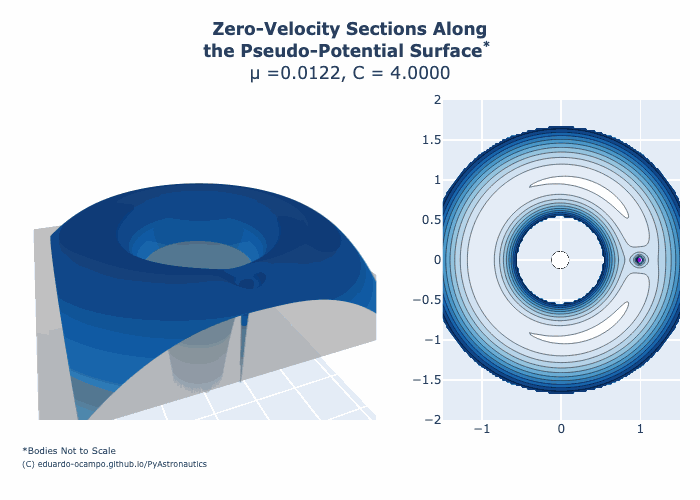 Zero-Velocity Sections Along
the Pseudo-Potential Surface*
μ =0.0122, C = 4.0000
2
1.5
1
0.5
0
−0.5
−1
−1.5
−2
−1
0
1
*Bodies Not to Scale
(C) eduardo-ocampo.github.io/PyAstronautics